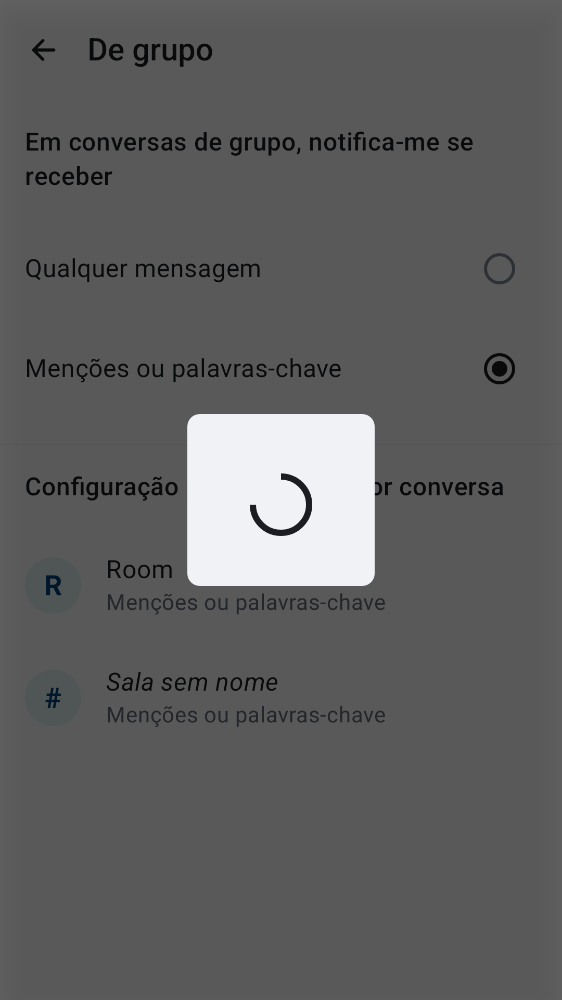 De grupo
Em conversas de grupo, notifica-me se
receber
Qualquer mensagem
Menções ou palavras-chave
Configuração or conversa
R
Room
Menções ou palavras-chave
#
Sala sem nome
Menções ou palavras-chave